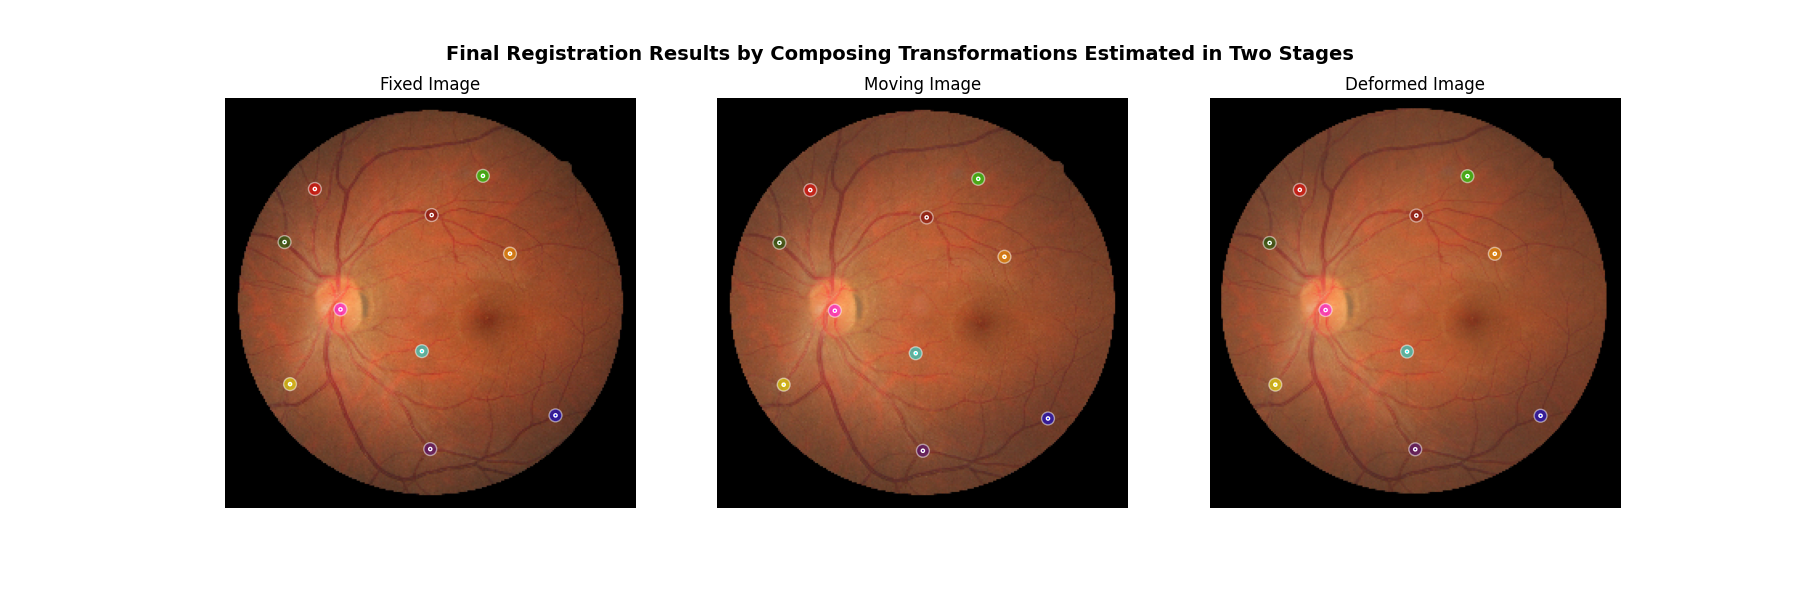 Final Registration Results by Composing Transformations Estimated in Two Stages
Fixed Image
Moving Image
Deformed Image